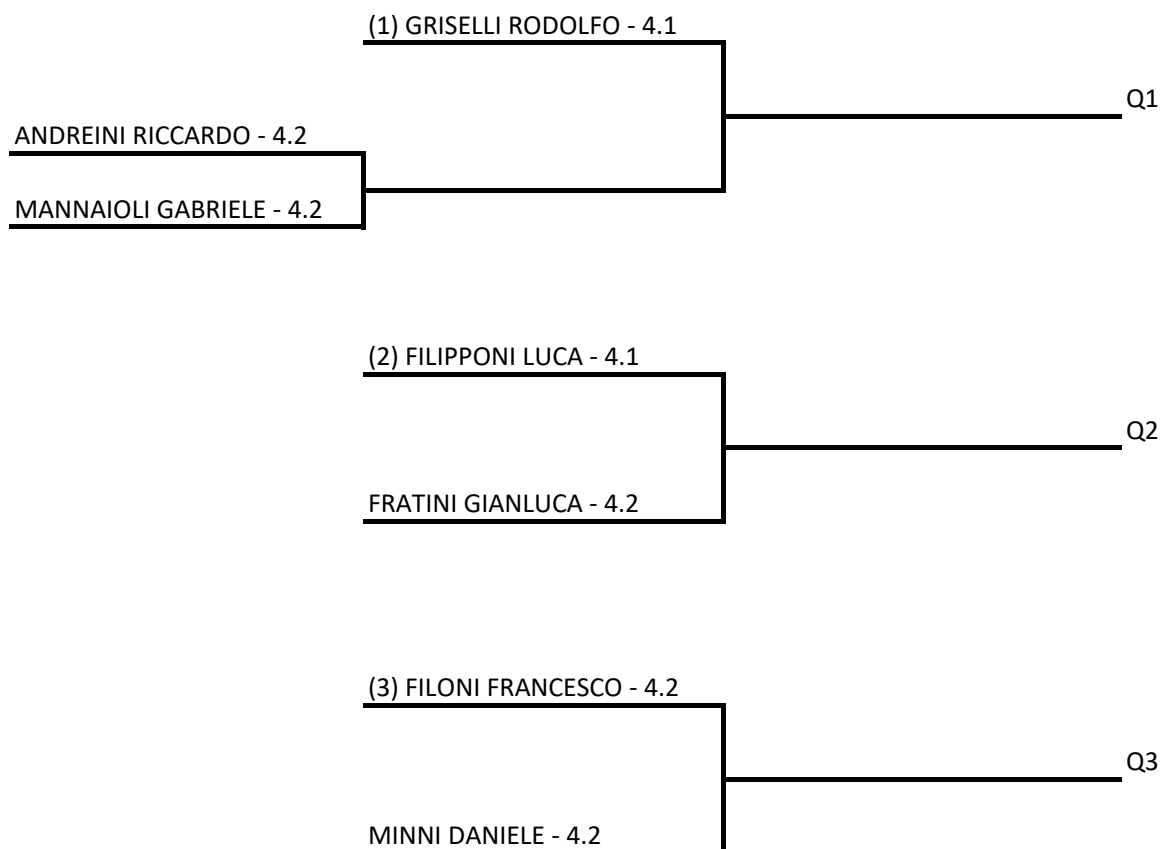 (1) GRISELLI RODOLFO - 4.1
Q1
ANDREINI RICCARDO - 4.2
MANNAIOLI GABRIELE - 4.2
(2) FILIPPONI LUCA - 4.1
Q2
FRATINI GIANLUCA - 4.2
(3) FILONI FRANCESCO - 4.2
Q3
MINNI DANIELE - 4.2